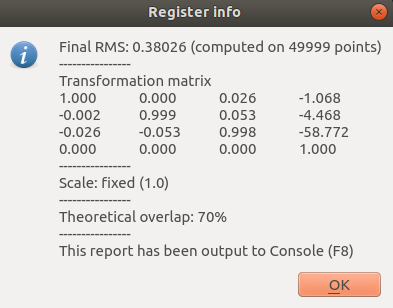 Register info
Final RMS: 0.38026 (computed on 49999 points)
----------------
Transformation matrix
1.000 0.000 0.026 -1.068
-0.002 0.999 0.053 -4.468
-0.026 -0.053 0.998 -58.772
0.000 0.000 0.000 1.000
----------------
Scale: fixed (1.0)
----------------
Theoretical overlap: 70%
----------------
This report has been output to Console (F8)
OK